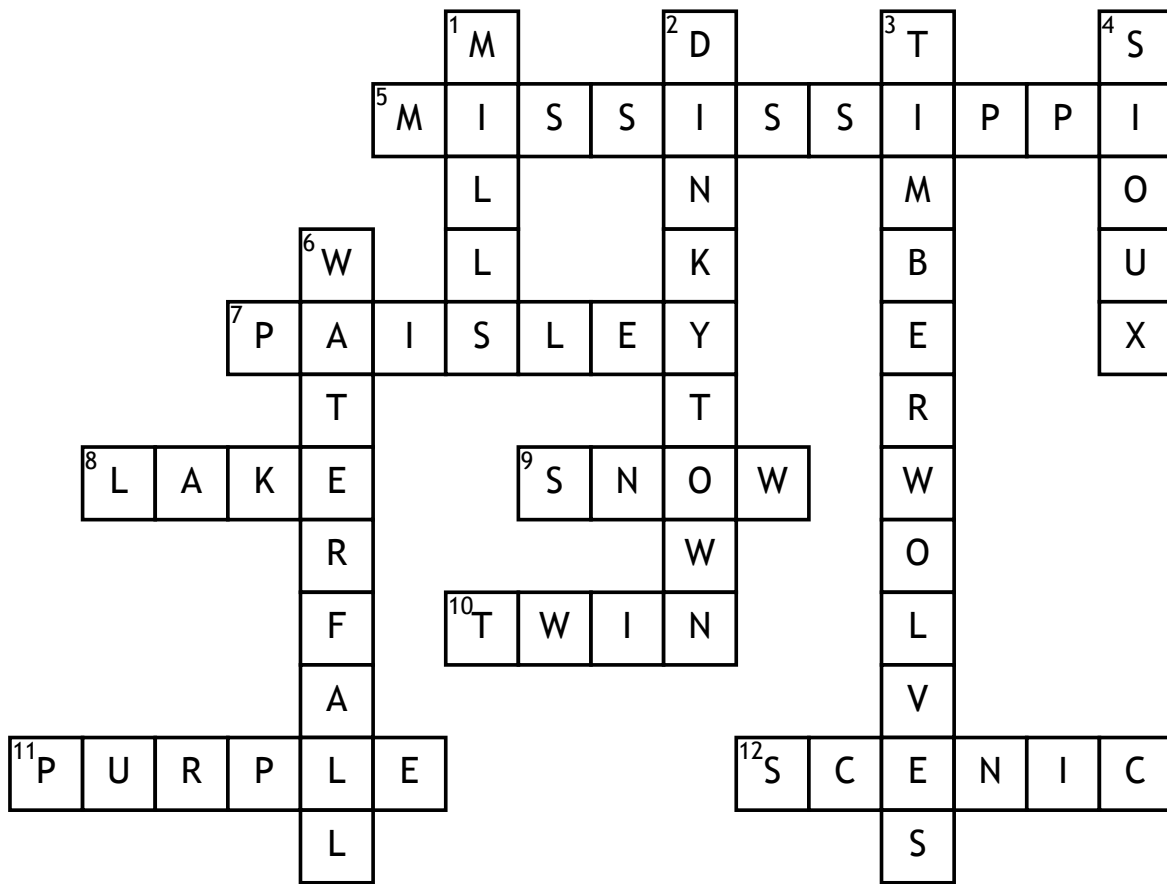 1 M 2 D 3 T 4 S
5 M I S S I S S I P P I
L N M O
6 W L K B U
7 P A I S L E Y E X
T T R
8 L A K E 9 S N O W W
R W O
F 10 T W I N L
A V
11 P U R P L E 12 S C E N I C
L S